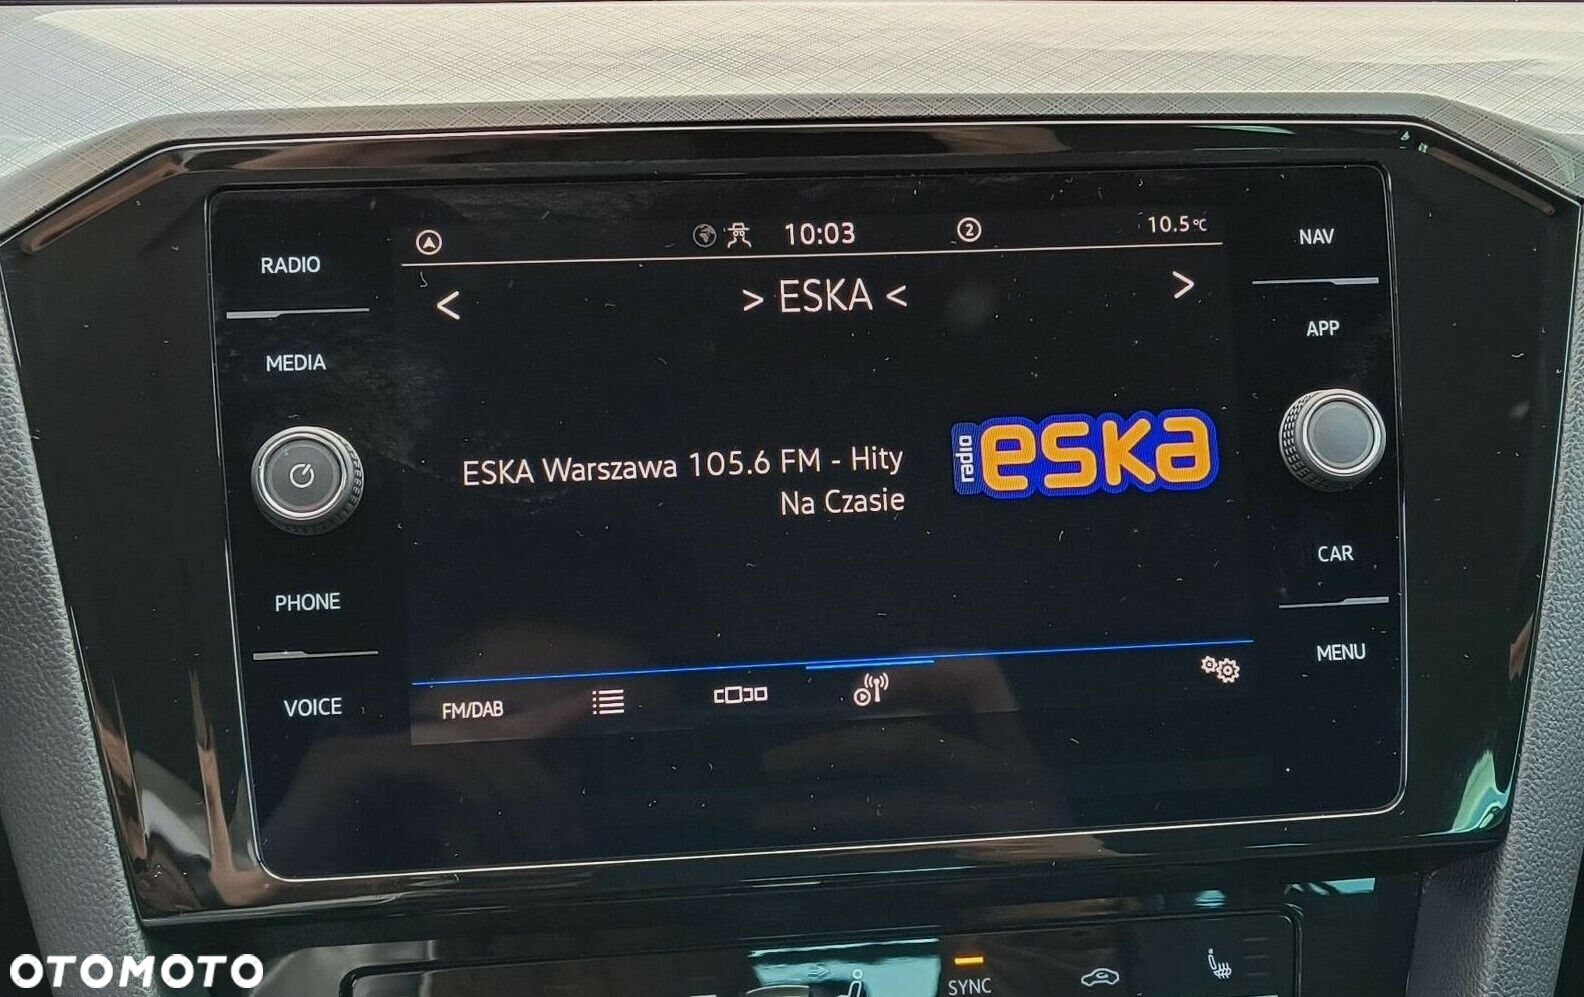 RADIO
MEDIA
PHONE
VOICE
10:03
2
10.5°C
> ESKA <
<
>
ESKA Warszawa 105.6 FM - Hity
Na Czasie
radio
eska
FM/DAB
NAV
APP
CAR
MENU
SYNC
OTOMOTO